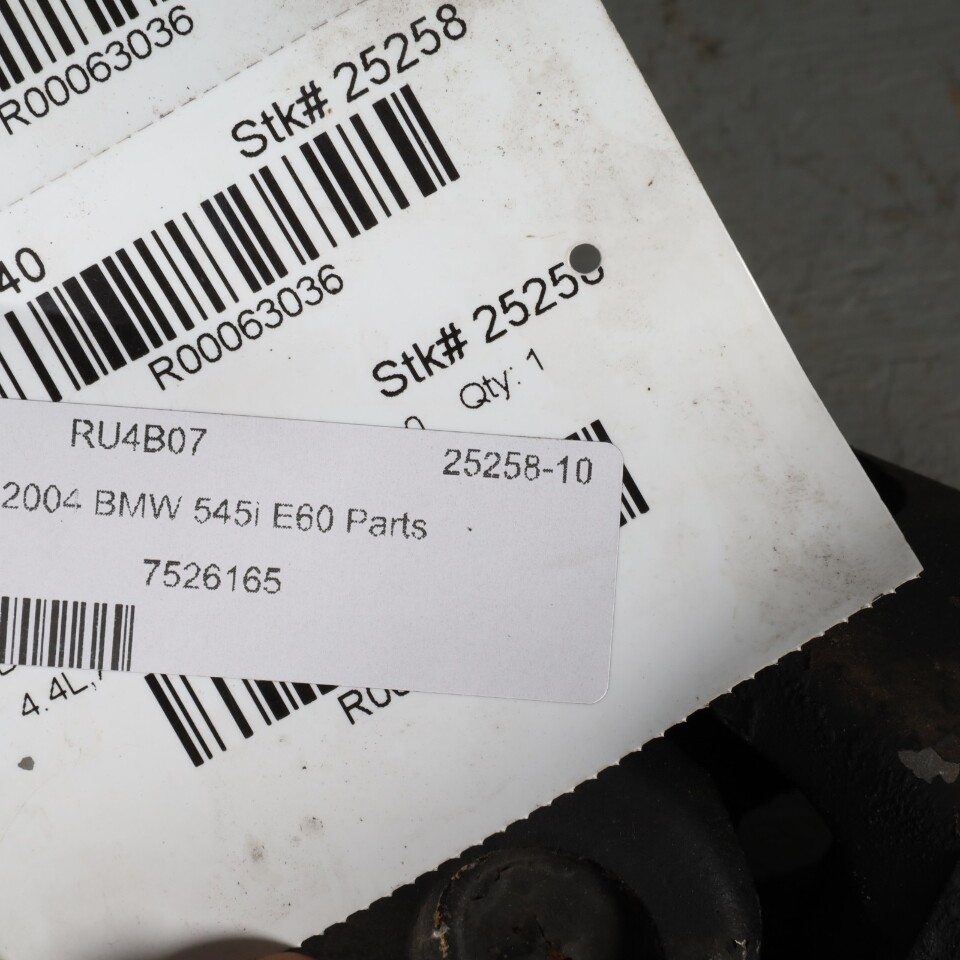 R00063036
Stk# 25258
40
R00063036
Stk# 25258
Qty: 1
RU4B07
25258-10
2004 BMW 545i E60 Parts
7526165
4.4L,